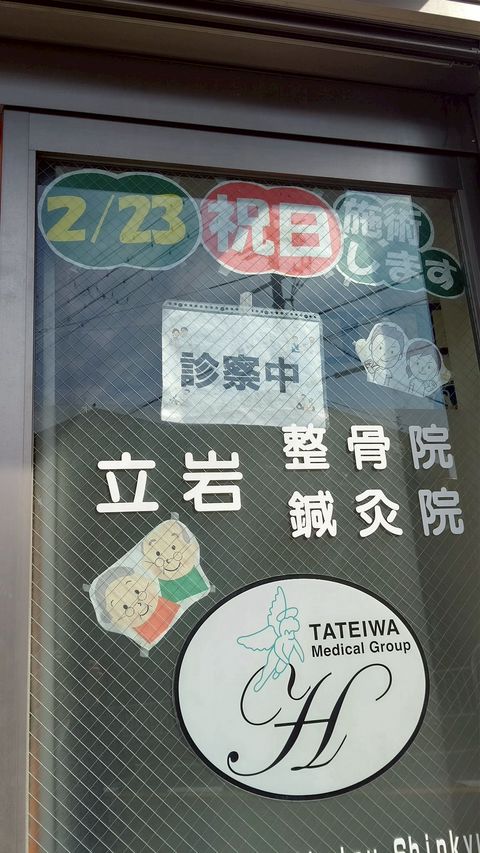 2/23 祝日 施術
します
診察中
立岩 整骨院
鍼灸院
TATEIWA
Medical Group
H
Shinkyu